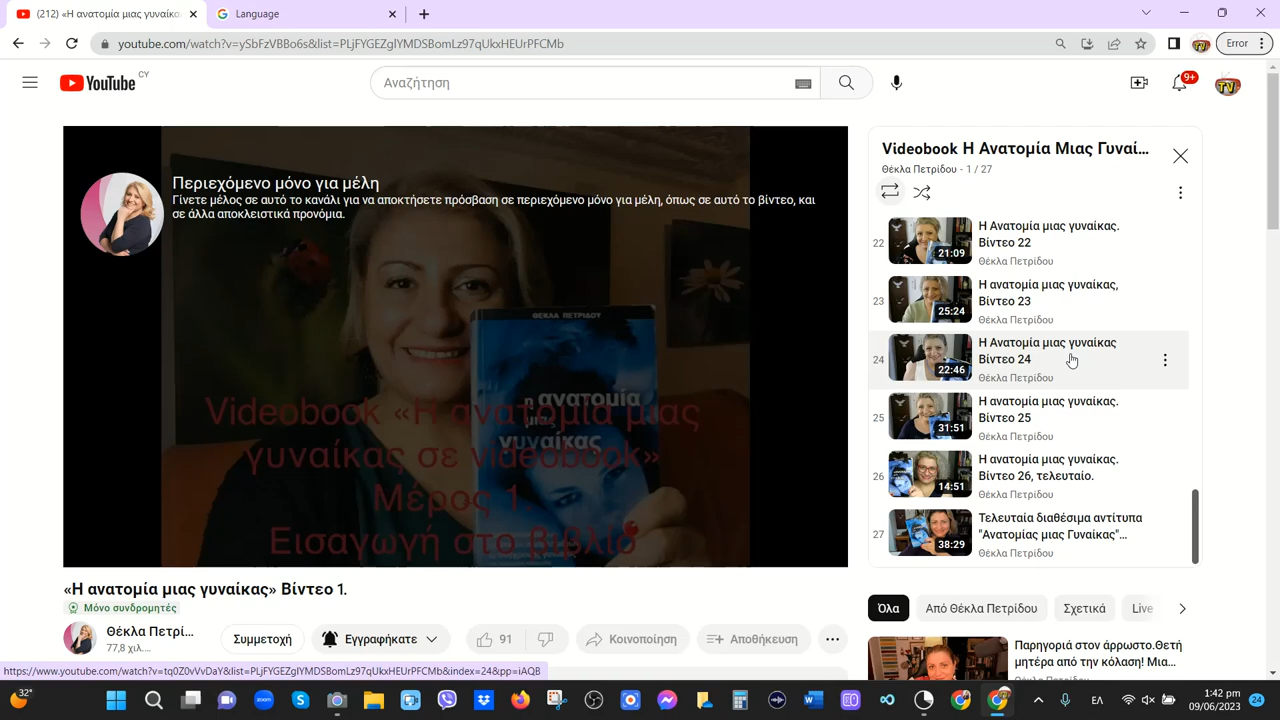 (212) «Η ανατομία μιας γυναίκα
Language
youtube.com/watch?v=ySbFzVBBo6s&list=PLjFYGEZglYMDSBomLz97qUkxHEUrPFCMb
Error
YouTube CY
Αναζήτηση
9+
Περιεχόμενο μόνο για μέλη
Γίνετε μέλος σε αυτό το κανάλι για να αποκτήσετε πρόσβαση σε περιεχόμενο μόνο για μέλη, όπως σε αυτό το βίντεο, και
σε άλλα αποκλειστικά προνόμια.
ΘΕΚΛΑ ΠΕΤΡΙΔΟΥ
η ανατομία
μιας
γυναίκας
Videobook «Η ανατομία μιας
γυναίκας σε videobook»
Videobook Η Ανατομία Μιας Γυναί...
Θέκλα Πετρίδου - 1 / 27
22
21:09
Η Ανατομία μιας γυναίκας.
Βίντεο 22
Θέκλα Πετρίδου
23
25:24
Η ανατομία μιας γυναίκας,
Βίντεο 23
Θέκλα Πετρίδου
24
22:46
Η Ανατομία μιας γυναίκας
Βίντεο 24
Θέκλα Πετρίδου
25
31:51
Η ανατομία μιας γυναίκας.
Βίντεο 25
Θέκλα Πετρίδου
26
14:51
Η ανατομία μιας γυναίκας.
Βίντεο 26, τελευταίο.
Θέκλα Πετρίδου
27
38:29
Τελευταία διαθέσιμα αντίτυπα
"Ανατομίας μιας Γυναίκας"...
Θέκλα Πετρίδου
«Η ανατομία μιας γυναίκας» Βίντεο 1.
Μόνο συνδρομητές
Θέκλα Πετρί...
77,8 χιλ....
Συμμετοχή
Εγγραφήκατε
91
Κοινοποίηση
Αποθήκευση
Όλα
Από Θέκλα Πετρίδου
Σχετικά
Live
Παρηγοριά στον άρρωστο.Θετή
μητέρα από την κόλαση! Μια...
https://www.youtube.com/watch?v=tq0Z0vVvDaY&list=PLjFYGEZglYMDSBomLz97qUkxHEUrPFCMb&index=24&pp=iAQB
32°
ΕΛ
1:42 pm
09/06/2023
24